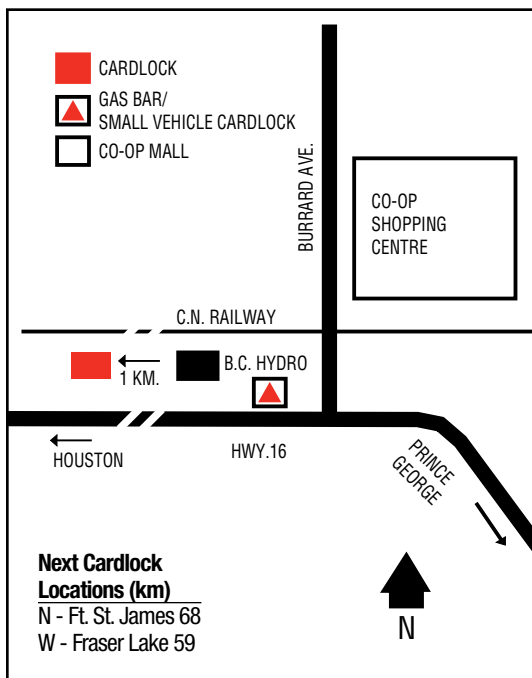 CARDLOCK
GAS BAR/
SMALL VEHICLE CARDLOCK
CO-OP MALL
BURRARD AVE.
CO-OP
SHOPPING
CENTRE
C.N. RAILWAY
B.C. HYDRO
1 KM.
HOUSTON
HWY.16
PRINCE
GEORGE
Next Cardlock
Locations (km)
N - Ft. St. James 68
W - Fraser Lake 59
N